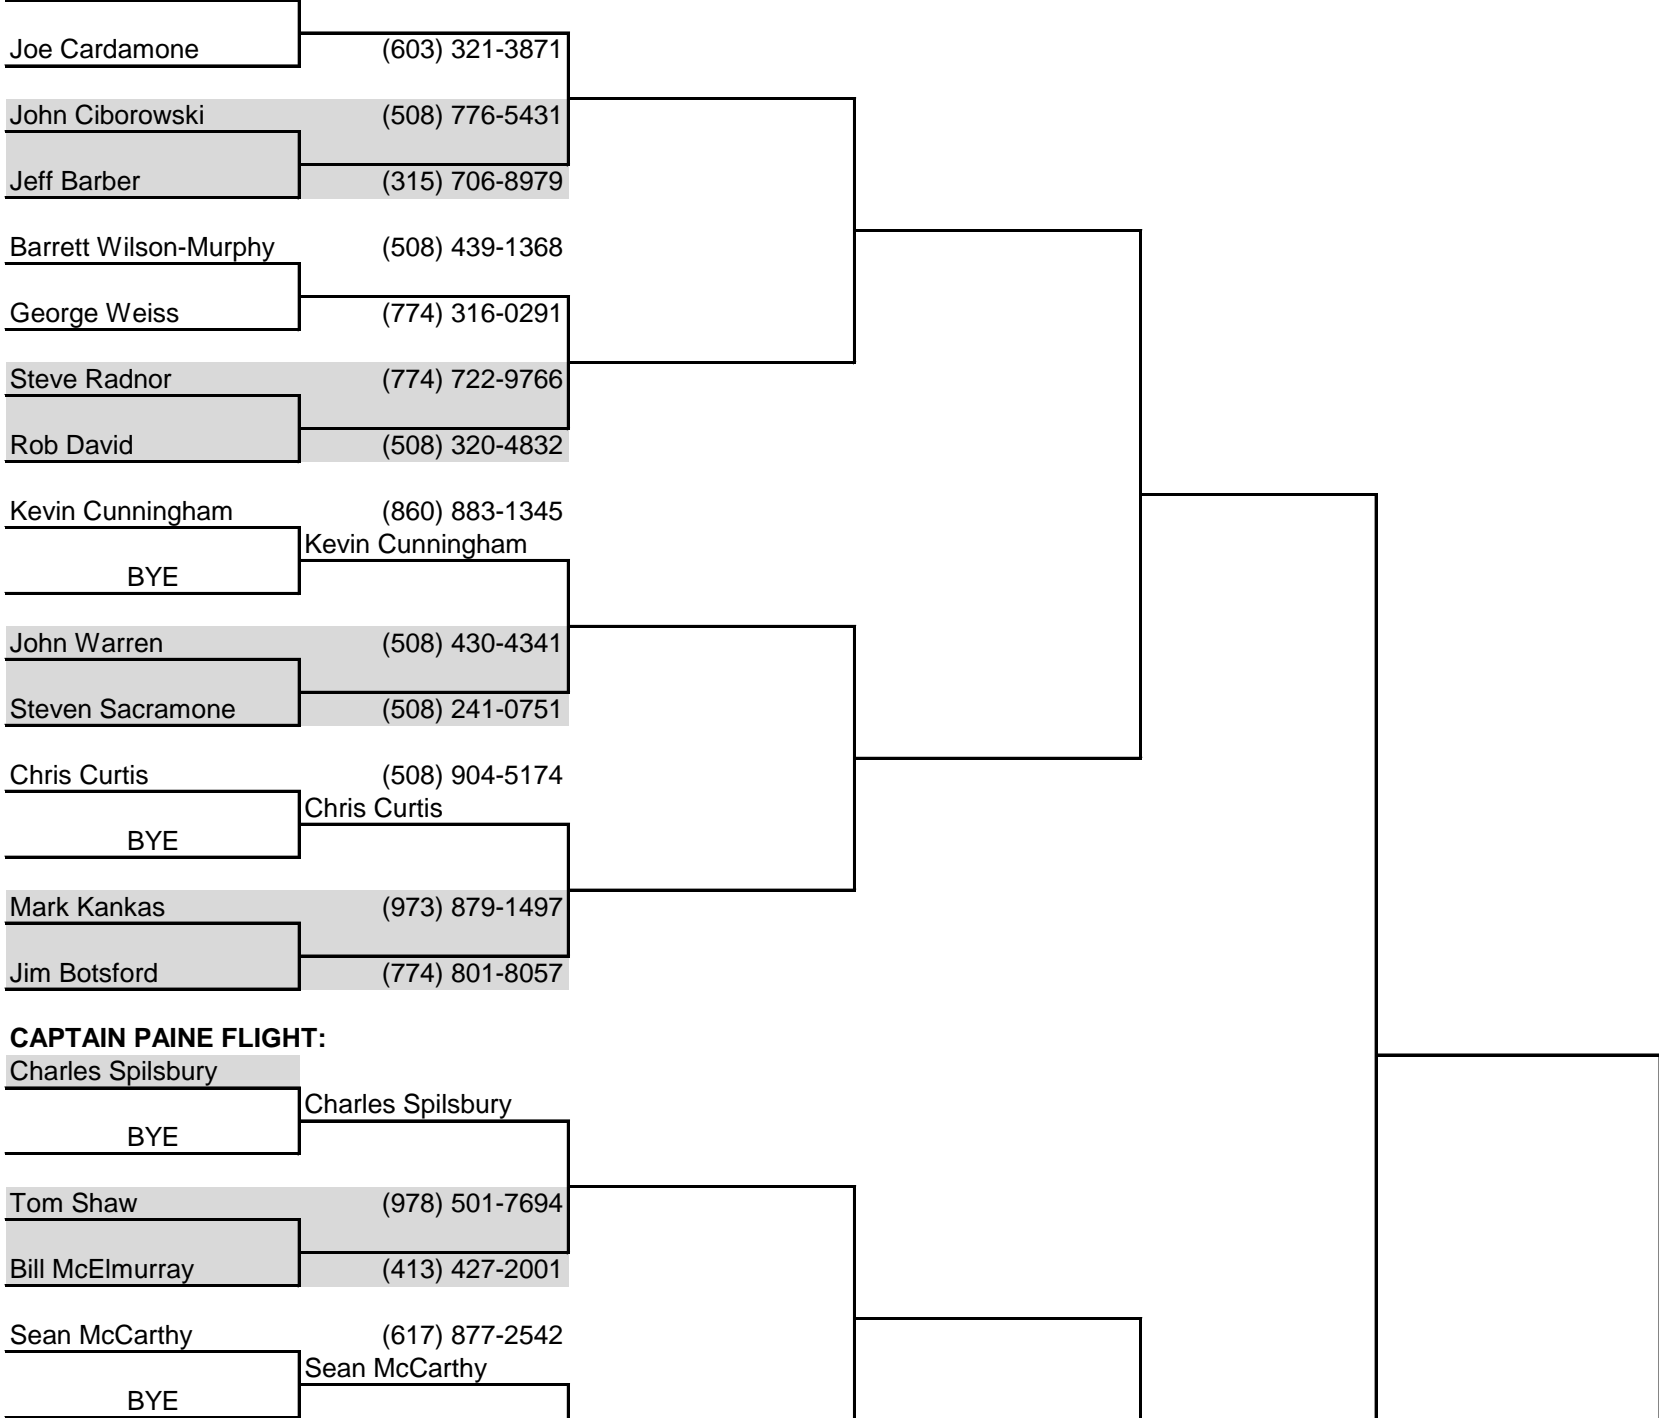 Joe Cardamone (603) 321-3871
John Ciborowski (508) 776-5431
Jeff Barber (315) 706-8979
Barrett Wilson-Murphy (508) 439-1368
George Weiss (774) 316-0291
Steve Radnor (774) 722-9766
Rob David (508) 320-4832
Kevin Cunningham (860) 883-1345
Kevin Cunningham
BYE
John Warren (508) 430-4341
Steven Sacramone (508) 241-0751
Chris Curtis (508) 904-5174
Chris Curtis
BYE
Mark Kankas (973) 879-1497
Jim Botsford (774) 801-8057
CAPTAIN PAINE FLIGHT:
Charles Spilsbury
Charles Spilsbury
BYE
Tom Shaw (978) 501-7694
Bill McElmurray (413) 427-2001
Sean McCarthy (617) 877-2542
Sean McCarthy
BYE